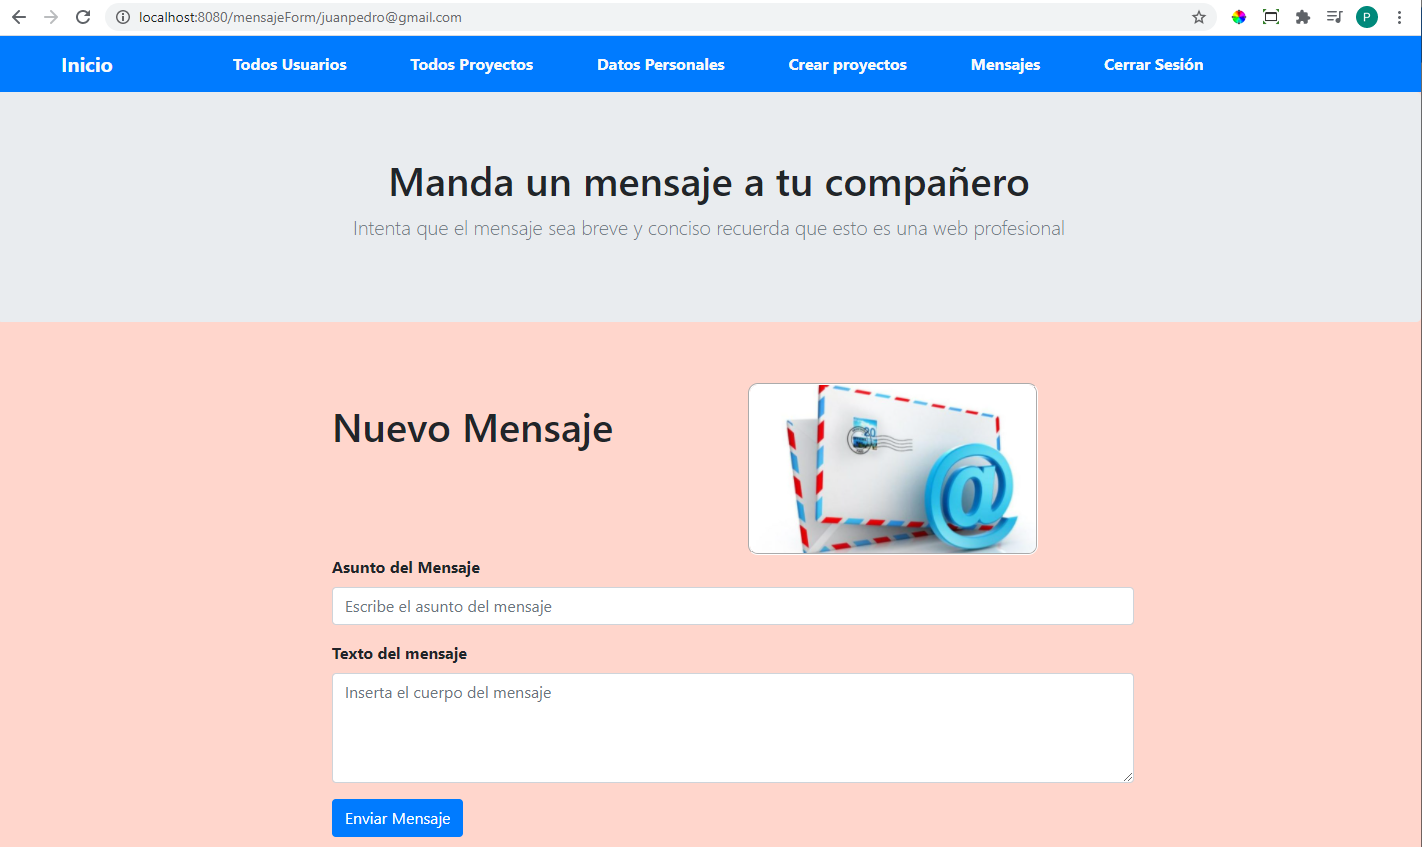 localhost:8080/mensajeForm/juanpedro@gmail.com
P
Inicio Todos Usuarios Todos Proyectos Datos Personales Crear proyectos Mensajes Cerrar Sesión
Manda un mensaje a tu compañero
Intenta que el mensaje sea breve y conciso recuerda que esto es una web profesional
Nuevo Mensaje
20
@
Asunto del Mensaje
Escribe el asunto del mensaje
Texto del mensaje
Inserta el cuerpo del mensaje
Enviar Mensaje